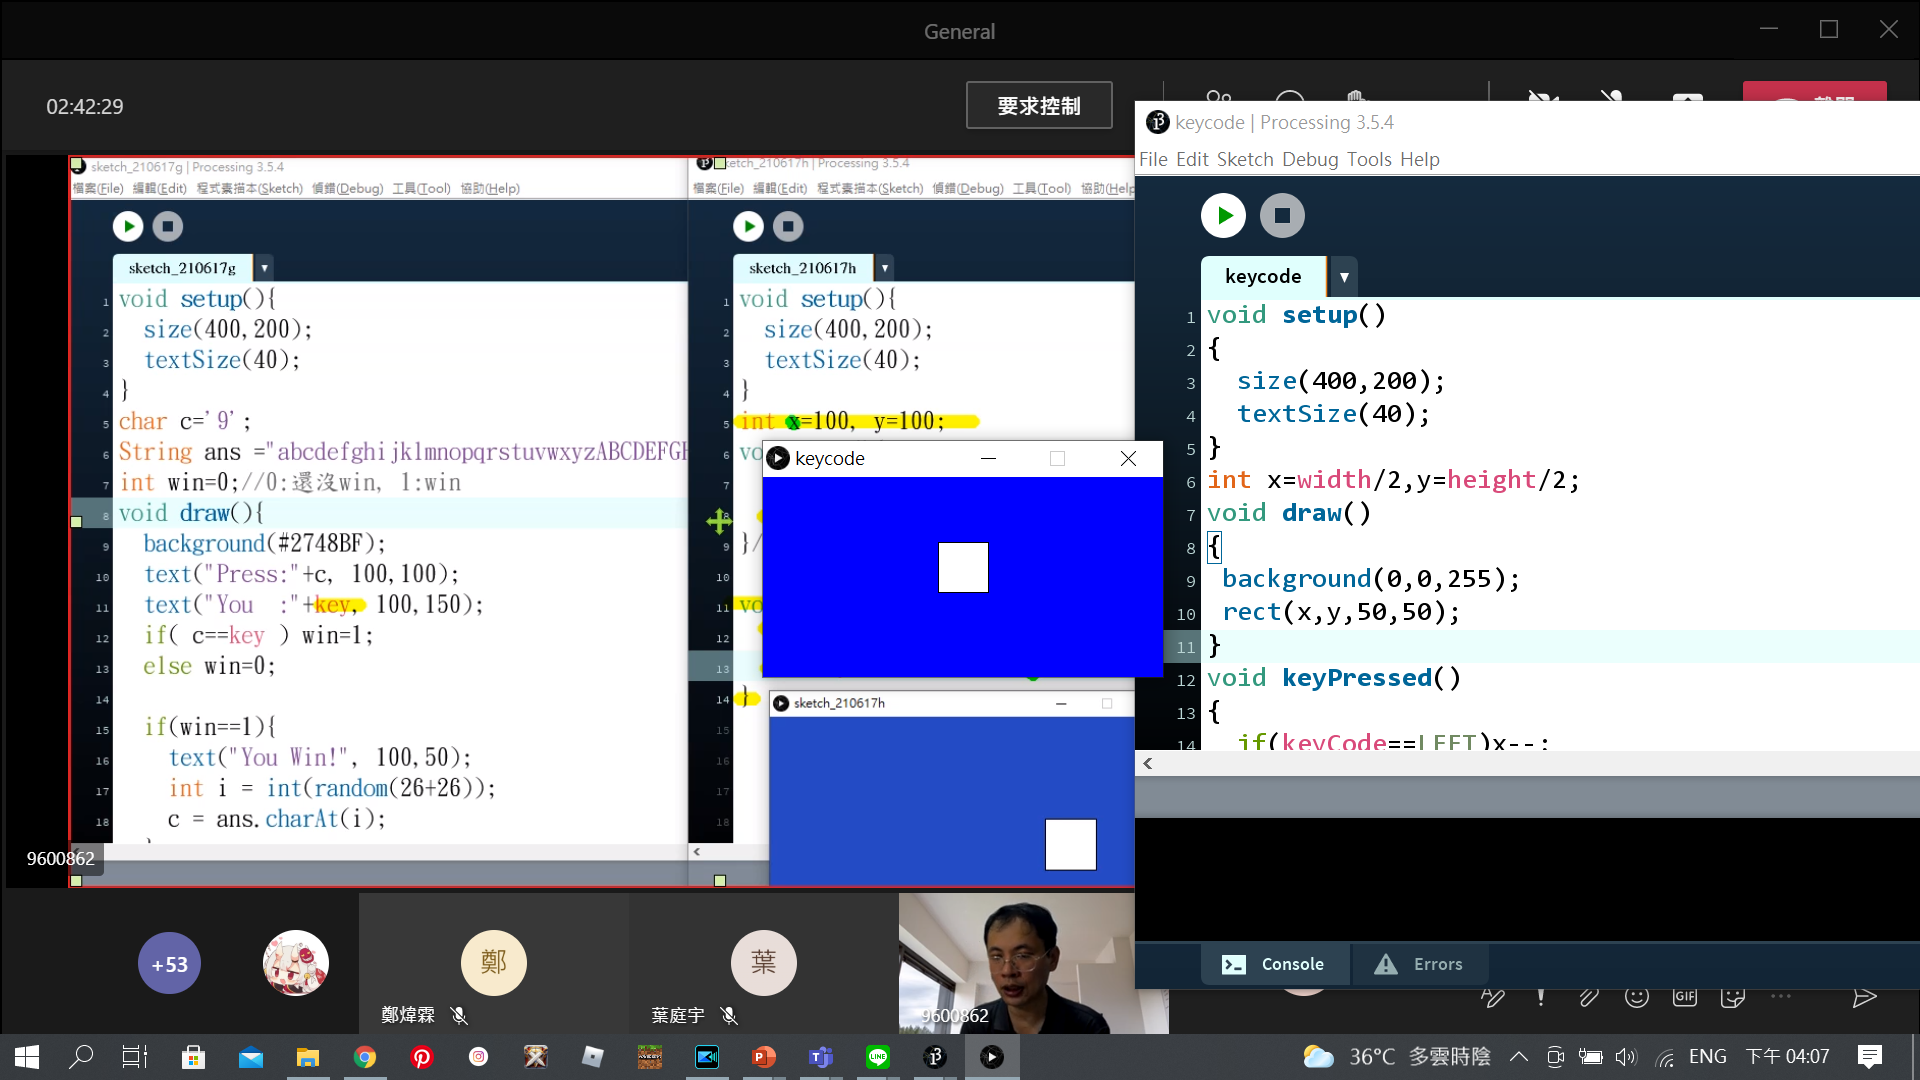 General
02:42:29
要求控制
sketch_210617g | Processing 3.5.4
檔案(File) 編輯(Edit) 程式素描本(Sketch) 偵錯(Debug) 工具(Tool) 協助(Help)
sketch_210617g
1 void setup(){
2 size(400,200);
3 textSize(40);
4 }
5 char c='9';
6 String ans ="abcdefghijklmnopqrstuvwxyzABCDEFGH
7 int win=0;//0:還沒win, 1:win
8 void draw(){
9 background(#2748BF);
10 text("Press:"+c, 100,100);
11 text("You  :"+key, 100,150);
12 if( c==key ) win=1;
13 else win=0;
14
15 if(win==1){
16 text("You Win!", 100,50);
17 int i = int(random(26+26));
18 c = ans.charAt(i);
9600862
sketch_210617h | Processing 3.5.4
檔案(File) 編輯(Edit) 程式素描本(Sketch) 偵錯(Debug) 工具(Tool) 協助(Help
sketch_210617h
1 void setup(){
2 size(400,200);
3 textSize(40);
4 }
5 int x=100, y=100;
6 vo
7
8
9 }/
10
11 vo
12
13
14 }
15
16
17
18
keycode
sketch_210617h
keycode | Processing 3.5.4
File Edit Sketch Debug Tools Help
keycode
1 void setup()
2 {
3 size(400,200);
4 textSize(40);
5 }
6 int x=width/2,y=height/2;
7 void draw()
8 {
9 background(0,0,255);
10 rect(x,y,50,50);
11 }
12 void keyPressed()
13 {
14 if(keyCode==LEFT)x--;
Console
Errors
+53
鄭
鄭煒霖
葉
葉庭宇
9600862
GIF
36°C 多雲時陰
ENG
下午 04:07